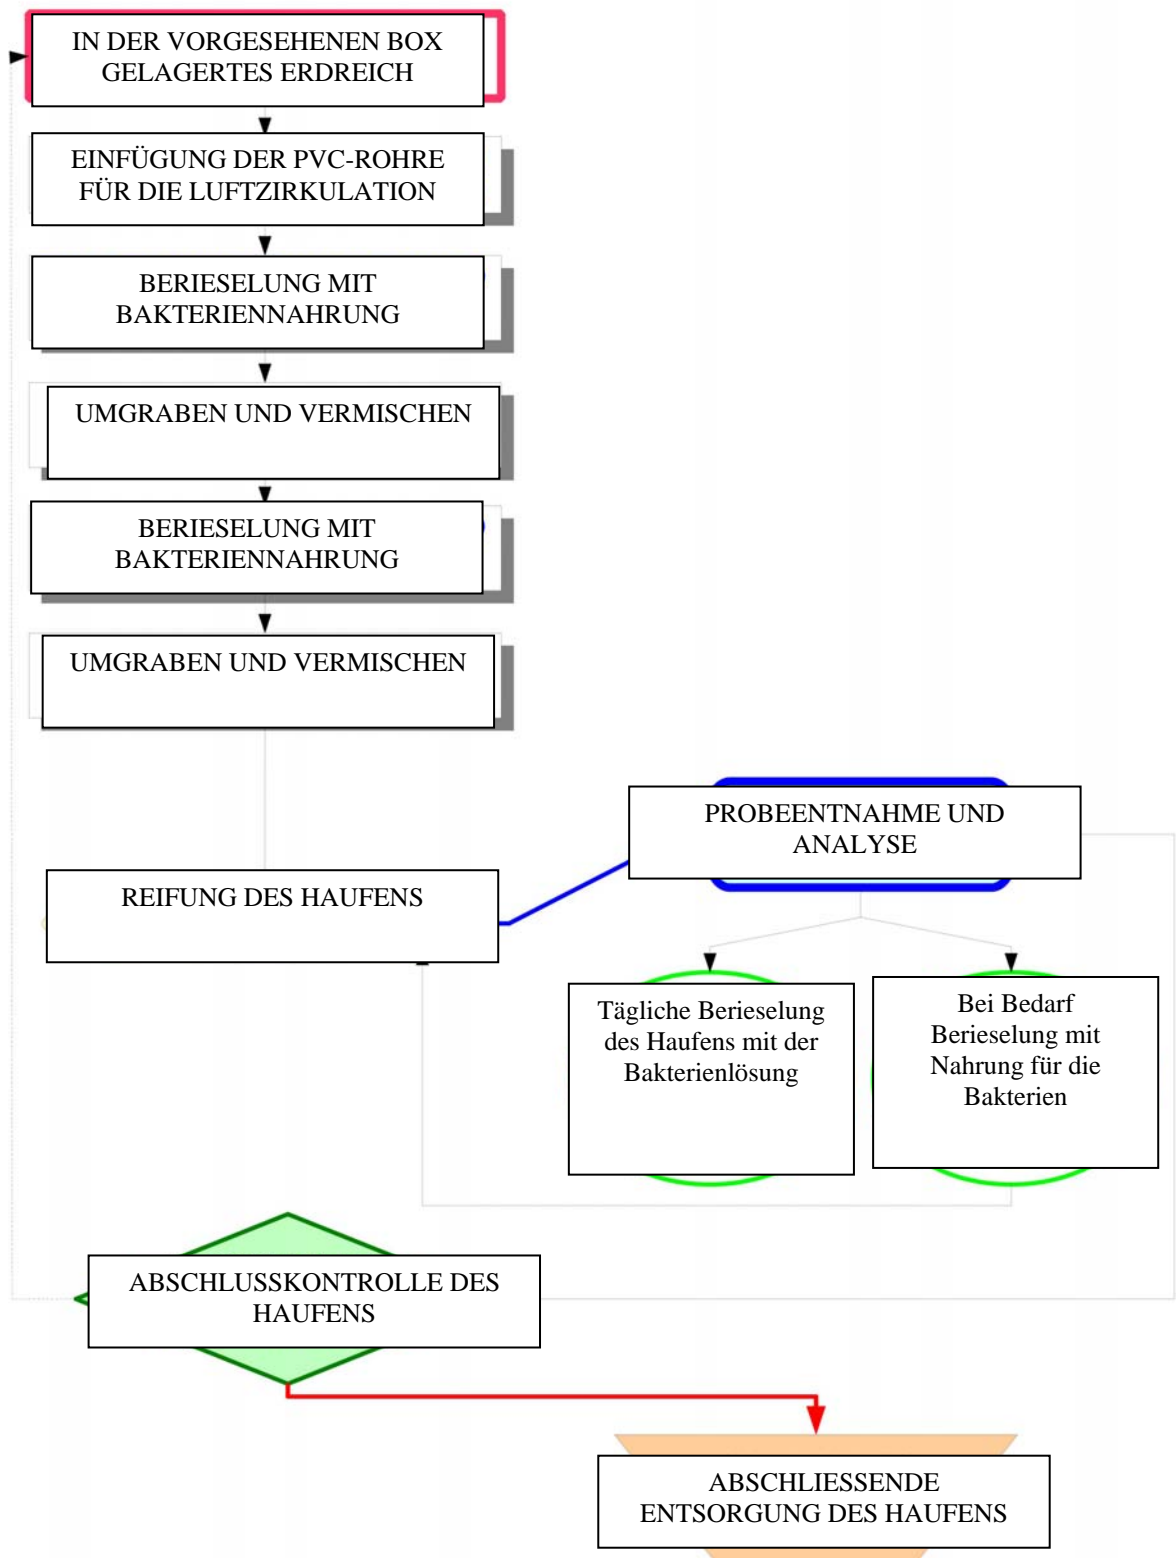 IN DER VORGESEHENEN BOX
GELAGERTES ERDREICH
EINFÜGUNG DER PVC-ROHRE
FÜR DIE LUFTZIRKULATION
BERIESELUNG MIT
BAKTERIENNAHRUNG
UMGRABEN UND VERMISCHEN
BERIESELUNG MIT
BAKTERIENNAHRUNG
UMGRABEN UND VERMISCHEN
PROBEENTNAHME UND
ANALYSE
REIFUNG DES HAUFENS
Tägliche Berieselung
des Haufens mit der
Bakterienlösung
Bei Bedarf
Berieselung mit
Nahrung für die
Bakterien
ABSCHLUSSKONTROLLE DES
HAUFENS
ABSCHLIESSENDE
ENTSORGUNG DES HAUFENS